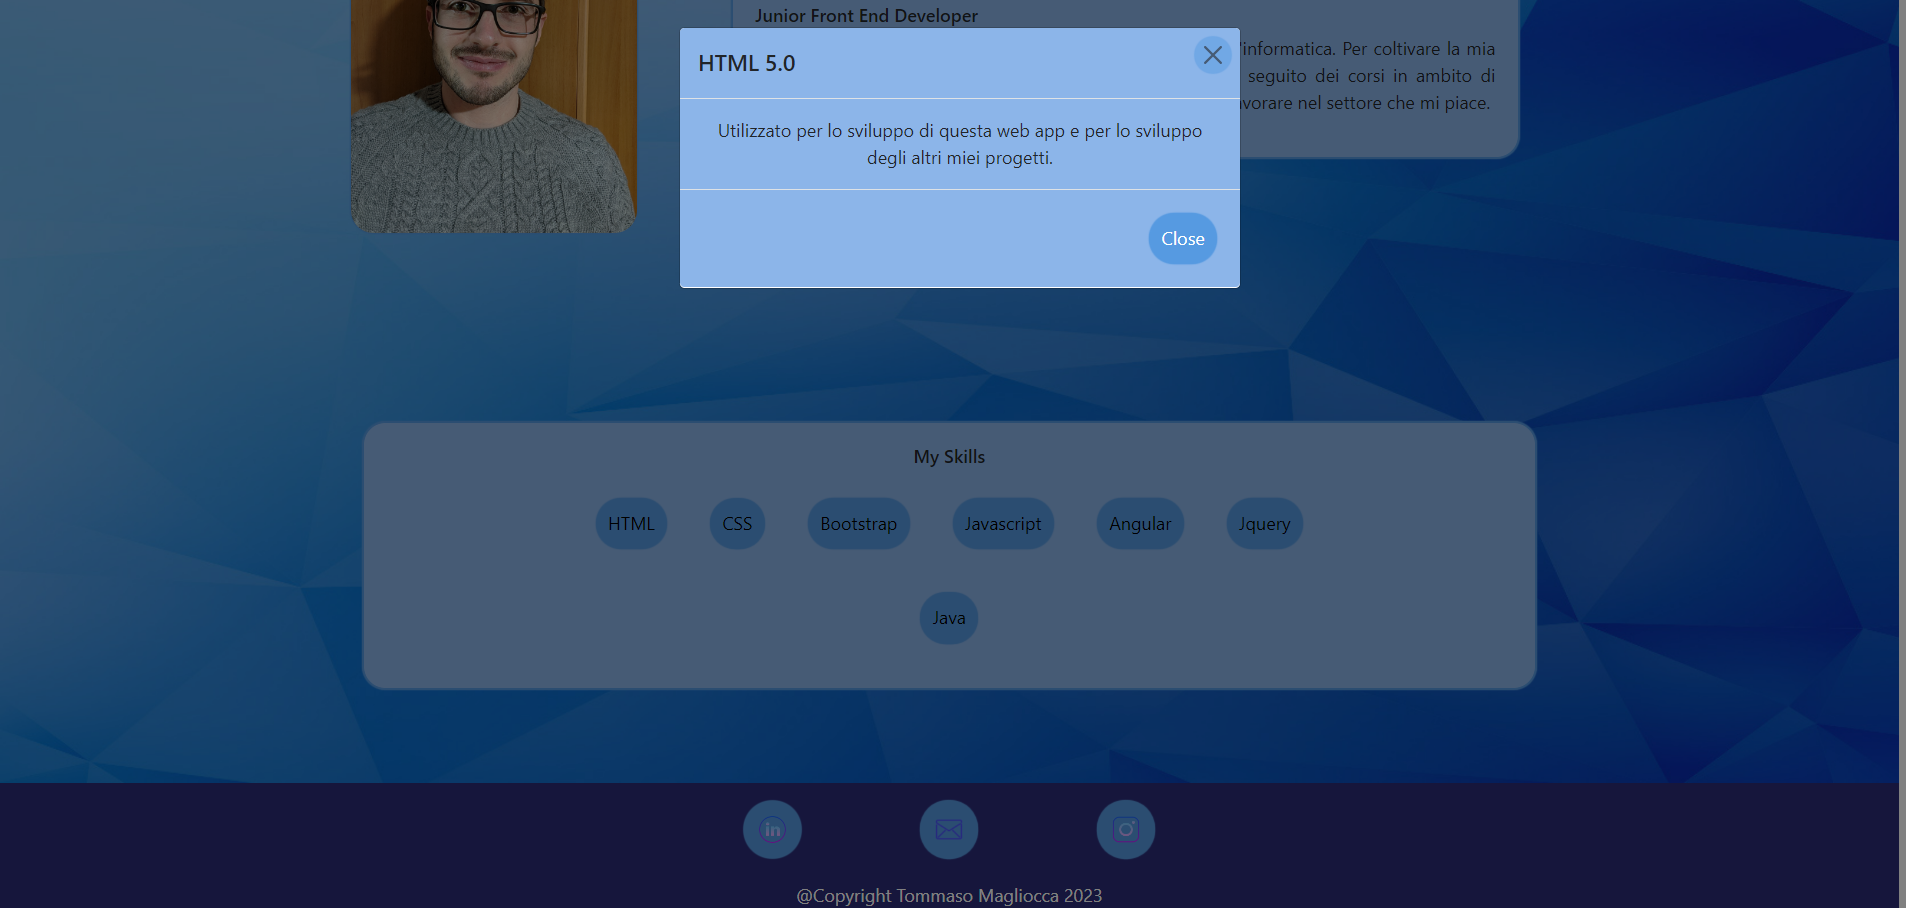 Junior Front End Developer
HTML 5.0
'informatica. Per coltivare la mia
seguito dei corsi in ambito di
avorare nel settore che mi piace.
Utilizzato per lo sviluppo di questa web app e per lo sviluppo
degli altri miei progetti.
Close
My Skills
HTML CSS Bootstrap Javascript Angular Jquery
Java
in
@Copyright Tommaso Magliocca 2023